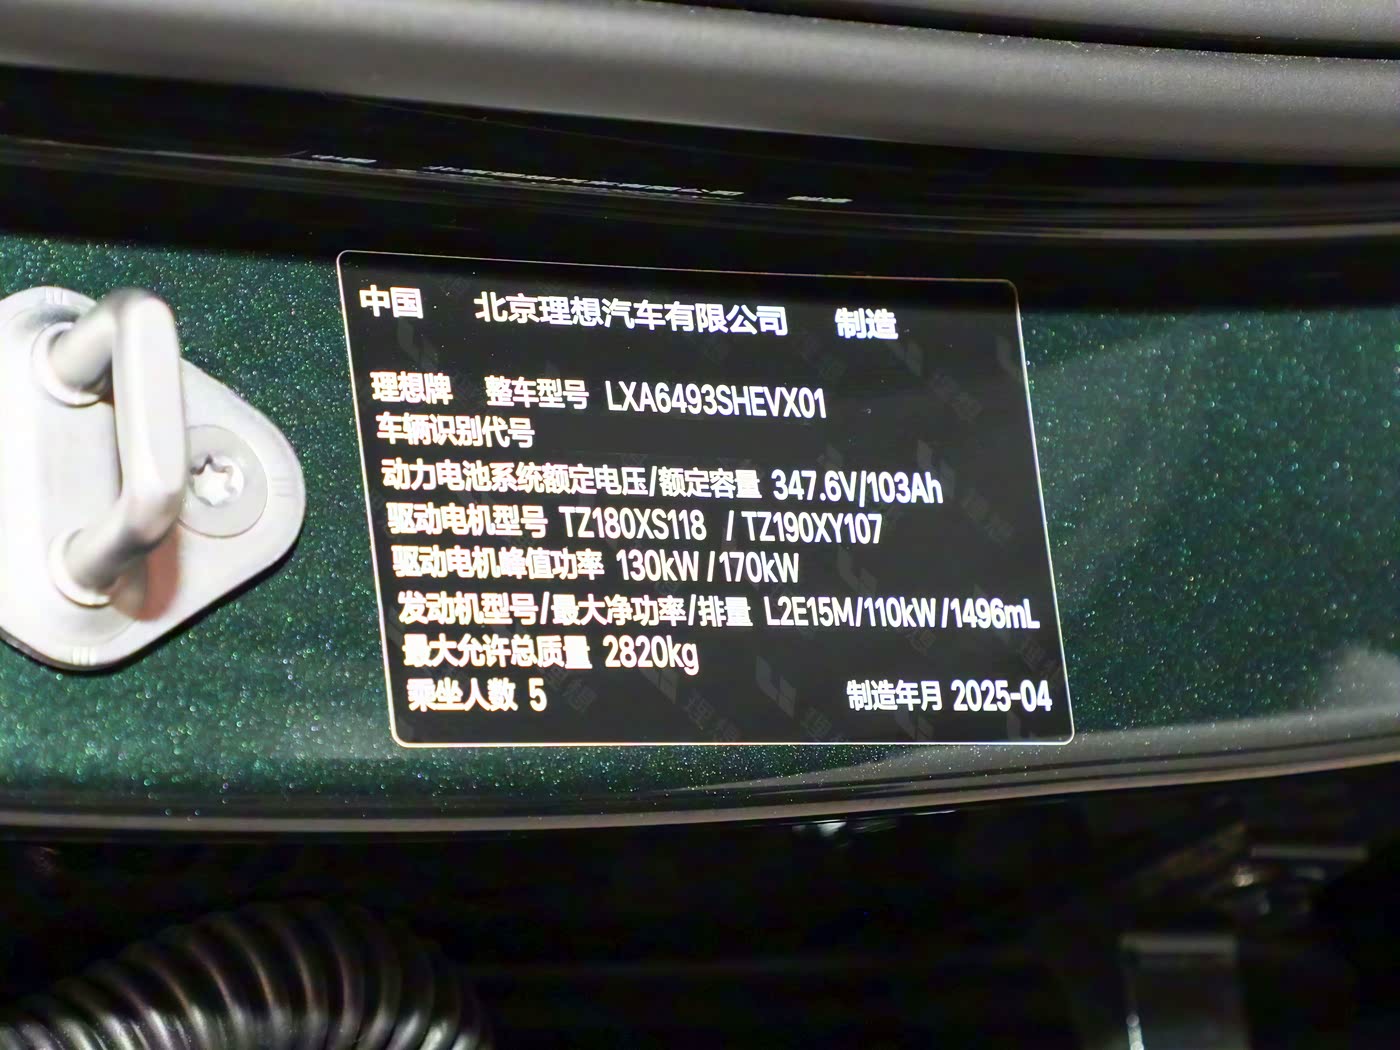 中国 北京理想汽车有限公司 制造
理想牌 整车型号 LXA6493SHEVX01
车辆识别代号
动力电池系统额定电压/额定容量 347.6V/103Ah
驱动电机型号 TZ180XS118 / TZ190XY107
驱动电机峰值功率 130kW / 170kW
发动机型号/最大净功率/排量 L2E15M/110kW/1496mL
最大允许总质量 2820kg
乘坐人数 5 制造年月 2025-04